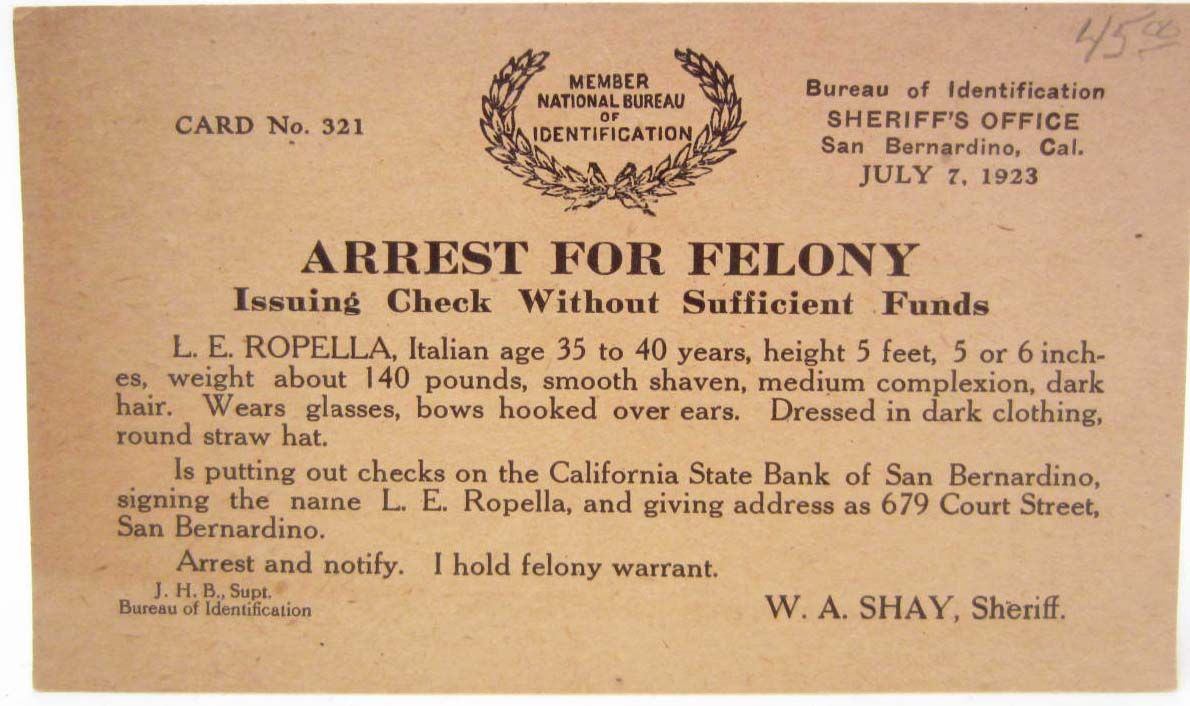 45 00
MEMBER
NATIONAL BUREAU
OF
IDENTIFICATION
CARD No. 321
Bureau of Identification
SHERIFF'S OFFICE
San Bernardino, Cal.
JULY 7, 1923
ARREST FOR FELONY
Issuing Check Without Sufficient Funds
L. E. ROPELLA, Italian age 35 to 40 years, height 5 feet, 5 or 6 inch-
es, weight about 140 pounds, smooth shaven, medium complexion, dark
hair. Wears glasses, bows hooked over ears. Dressed in dark clothing,
round straw hat.
Is putting out checks on the California State Bank of San Bernardino,
signing the name L. E. Ropella, and giving address as 679 Court Street,
San Bernardino.
Arrest and notify. I hold felony warrant.
J. H. B., Supt.
Bureau of Identification
W. A. SHAY, Sheriff.